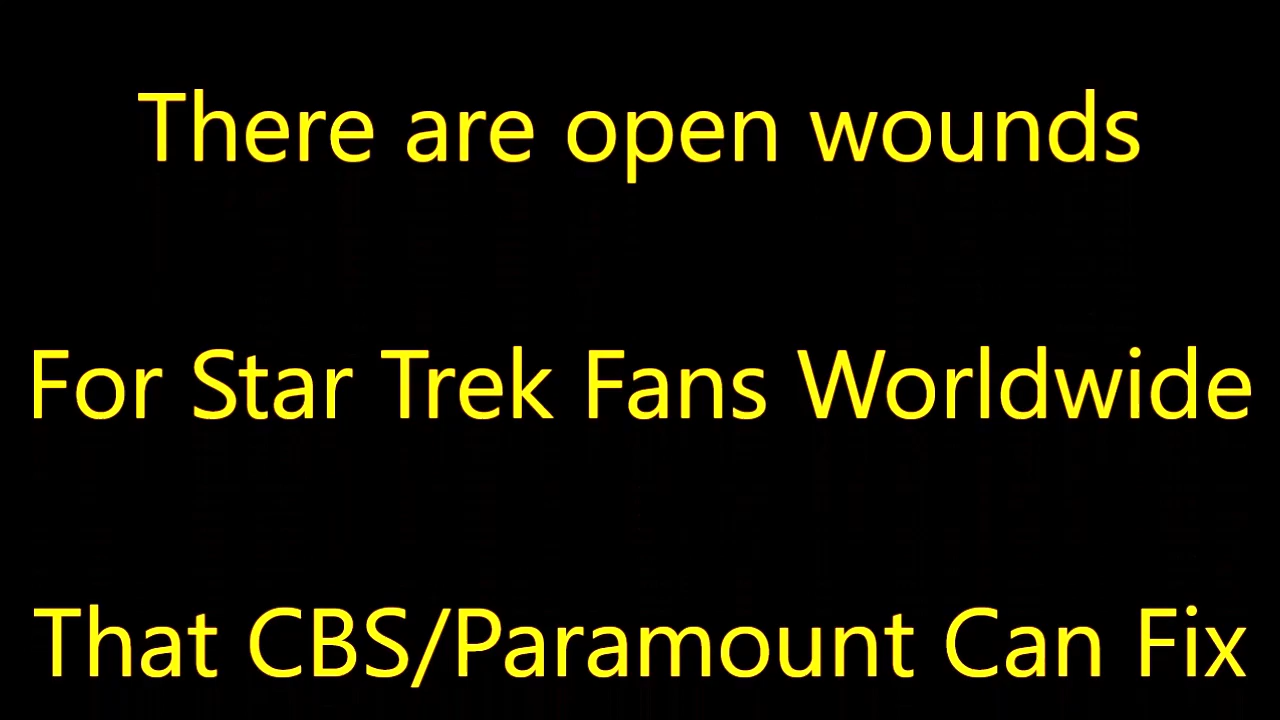 There are open wounds
For Star Trek Fans Worldwide
That CBS/Paramount Can Fix